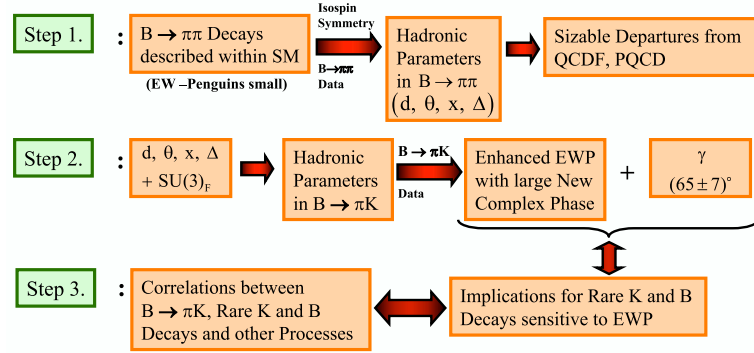 Step 1.
:
B → ππ Decays
described within SM
(EW –Penguins small)
Isospin
Symmetry
B→ππ
Data
Hadronic
Parameters
in B → ππ
(d, θ, x, Δ)
Sizable Departures from
QCDF, PQCD
Step 2.
:
d, θ, x, Δ
+ SU(3)F
Hadronic
Parameters
in B → πK
B → πK
Data
Enhanced EWP
with large New
Complex Phase
+
γ
(65 ± 7)°
Step 3.
:
Correlations between
B → πK, Rare K and B
Decays and other Processes
Implications for Rare K and B
Decays sensitive to EWP